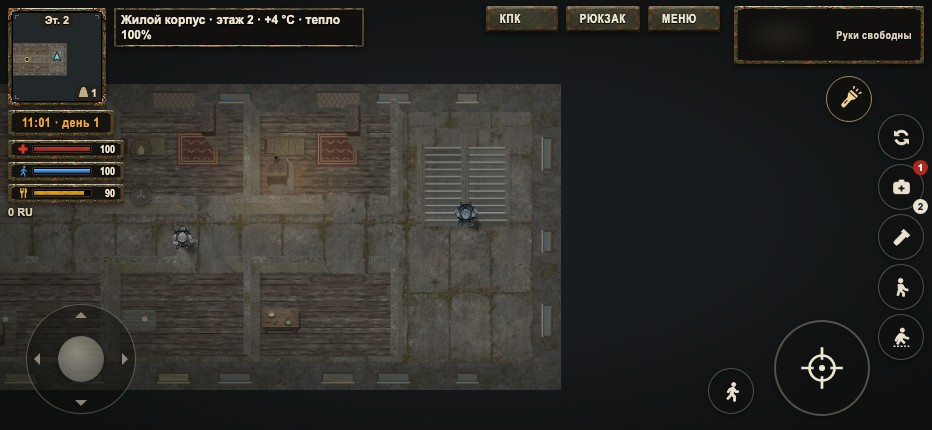 Эт. 2
1
Жилой корпус · этаж 2 · +4 °C · тепло
100%
КПК
РЮКЗАК
МЕНЮ
Руки свободны
11:01 · день 1
100
100
90
0 RU
1
2